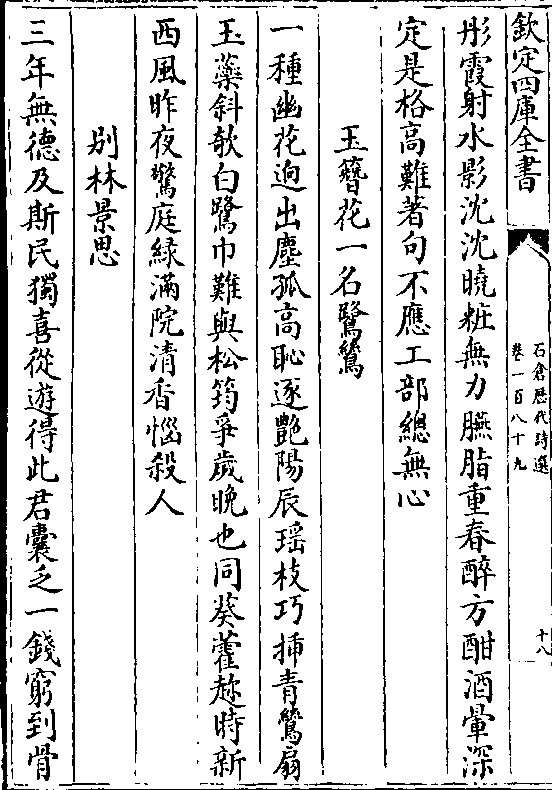 欽定四庫全書
石倉歴代詩選
卷一百八十九
十八
彤霞射水影沈沈曉粧無力臙脂重春醉方酣酒暈深
定是格高難著句不應工部總無心
玉簪花一名鷺鷥
一種幽花迥出塵孤高恥逐艷陽辰瑶枝巧揷青鸞扇
玉蘂斜欹白鷺巾難與松筠爭歲晚也同葵藿趂時新
西風昨夜驚庭緑滿院清香惱殺人
别林景思
三年無德及斯民獨喜從遊得此君囊乏一錢窮到骨